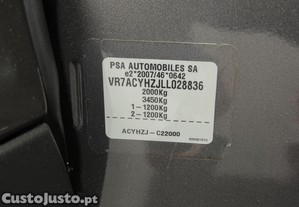 PSA AUTOMOBILES SA
e2*2007/46*0642
VR7ACYHZJLL028836
2000Kg
3450Kg
1-1200Kg
2-1200Kg
ACYHZJ-C22000
CustoJusto.pt